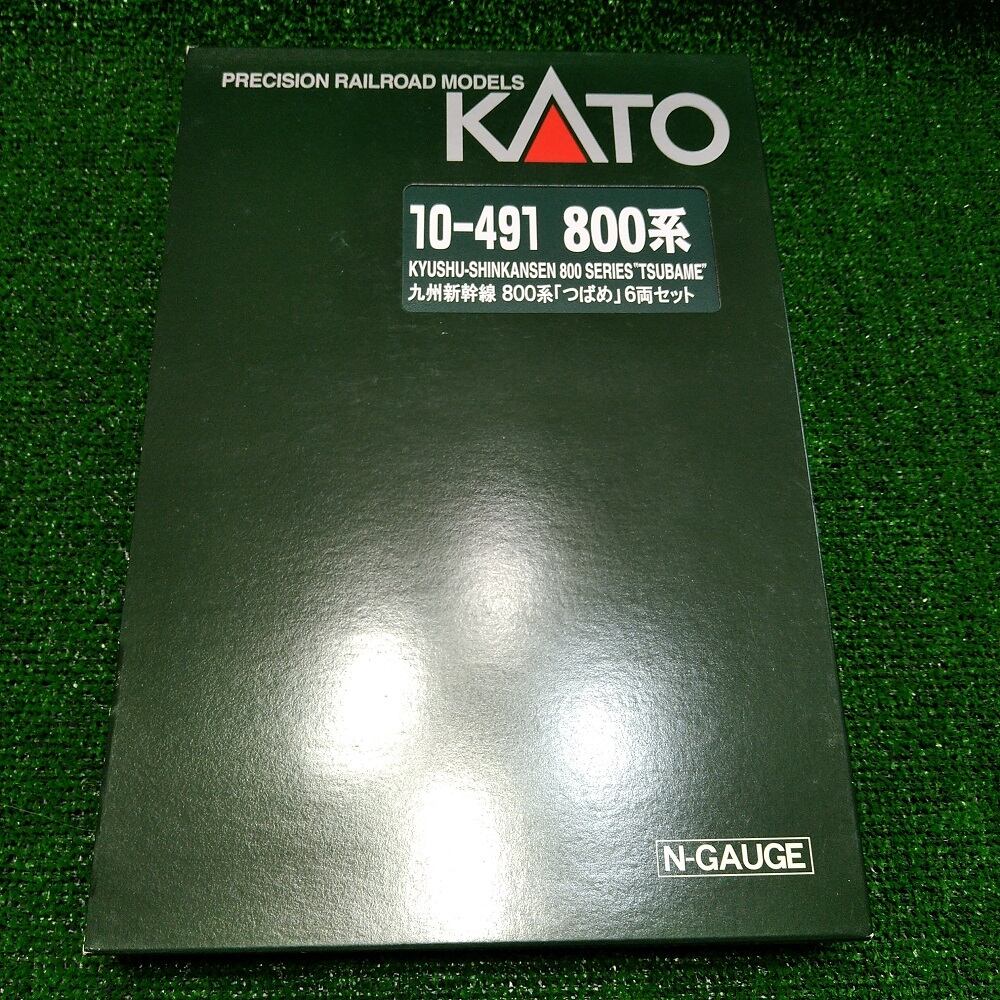 PRECISION RAILROAD MODELS
KATO
10-491 800系
KYUSHU-SHINKANSEN 800 SERIES"TSUBAME"
九州新幹線 800系「つばめ」6両セット
N-GAUGE